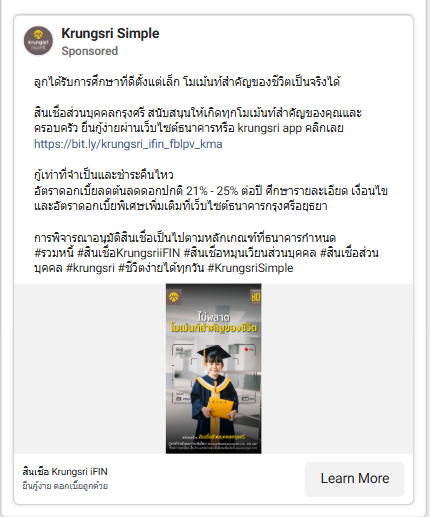 Krungsri Simple
Sponsored
ลูกได้รับการศึกษาที่ดีตั้งแต่เล็ก โมเม้นท์สำคัญของชีวิตเป็นจริงได้
สินเชื่อส่วนบุคคลกรุงศรี สนับสนุนให้เกิดทุกโมเม้นท์สำคัญของคุณและ
ครอบครัว ยื่นกู้ง่ายผ่านเว็บไซต์ธนาคารหรือ krungsri app คลิกเลย
https://bit.ly/krungsri_ifin_fblpv_kma
กู้เท่าที่จำเป็นและชำระคืนไหว
อัตราดอกเบี้ยลดต้นลดดอกปกติ 21% - 25% ต่อปี ศึกษารายละเอียด เงื่อนไข
และอัตราดอกเบี้ยพิเศษเพิ่มเติมที่เว็บไซต์ธนาคารกรุงศรีอยุธยา
การพิจารณาอนุมัติสินเชื่อเป็นไปตามหลักเกณฑ์ที่ธนาคารกำหนด
#รวมหนี้ #สินเชื่อKrungsriiFIN #สินเชื่อหมุนเวียนส่วนบุคคล #สินเชื่อส่วน
บุคคล #krungsri #ชีวิตง่ายได้ทุกวัน #KrungsriSimple
ไม่พลาด
โมเม้นท์สำคัญของชีวิต
สินเชื่อส่วนบุคคลกรุงศรี
สินเชื่อ Krungsri iFIN
ยื่นกู้ง่าย ดอกเบี้ยถูกด้วย
Learn More